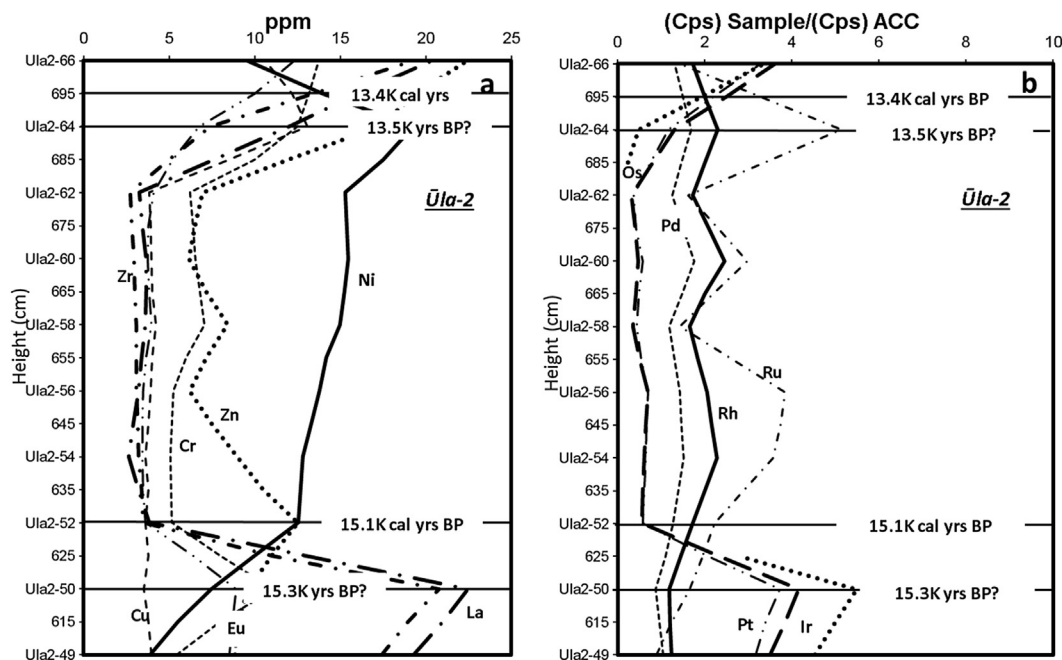 ppm
0 5 10 15 20 25
Ula2-66
695
Ula2-64
685
Ula2-62
675
Ula2-60
665
Ula2-58
655
Ula2-56
645
Ula2-54
635
Ula2-52
625
Ula2-50
615
Ula2-49
Height (cm)
a
13.4K cal yrs
13.5K yrs BP?
Ūla-2
Zr
Ni
Zn
Cr
15.1K cal yrs BP
15.3K yrs BP?
Cu
Eu
La
(Cps) Sample/(Cps) ACC
0 2 4 6 8 10
Ula2-66
695
Ula2-64
685
Ula2-62
675
Ula2-60
665
Ula2-58
655
Ula2-56
645
Ula2-54
635
Ula2-52
625
Ula2-50
615
Ula2-49
Height (cm)
b
13.4K cal yrs BP
13.5K yrs BP?
Os
Ūla-2
Pd
Ru
Rh
15.1K cal yrs BP
15.3K yrs BP?
Pt
Ir